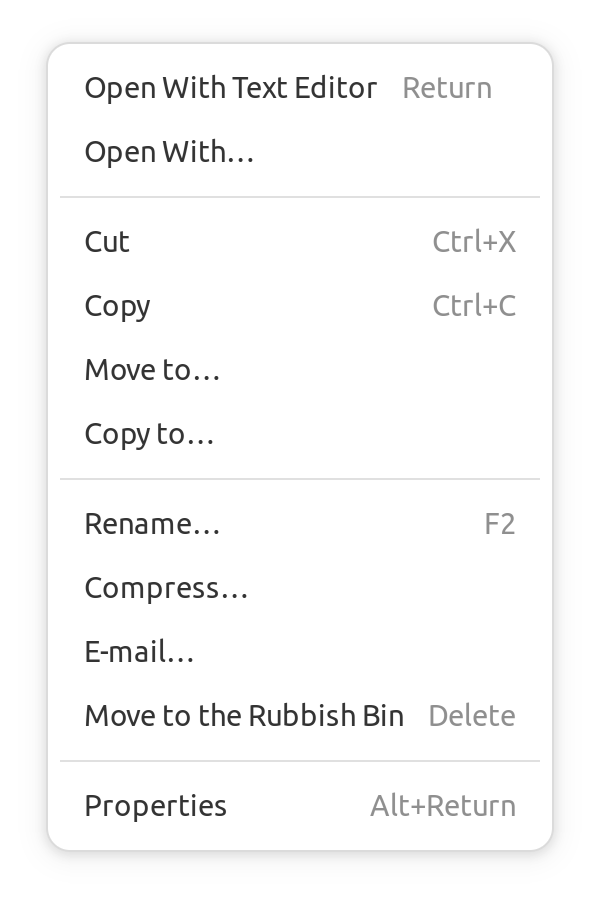 Open With Text Editor Return
Open With…
Cut Ctrl+X
Copy Ctrl+C
Move to…
Copy to…
Rename… F2
Compress…
E-mail…
Move to the Rubbish Bin Delete
Properties Alt+Return